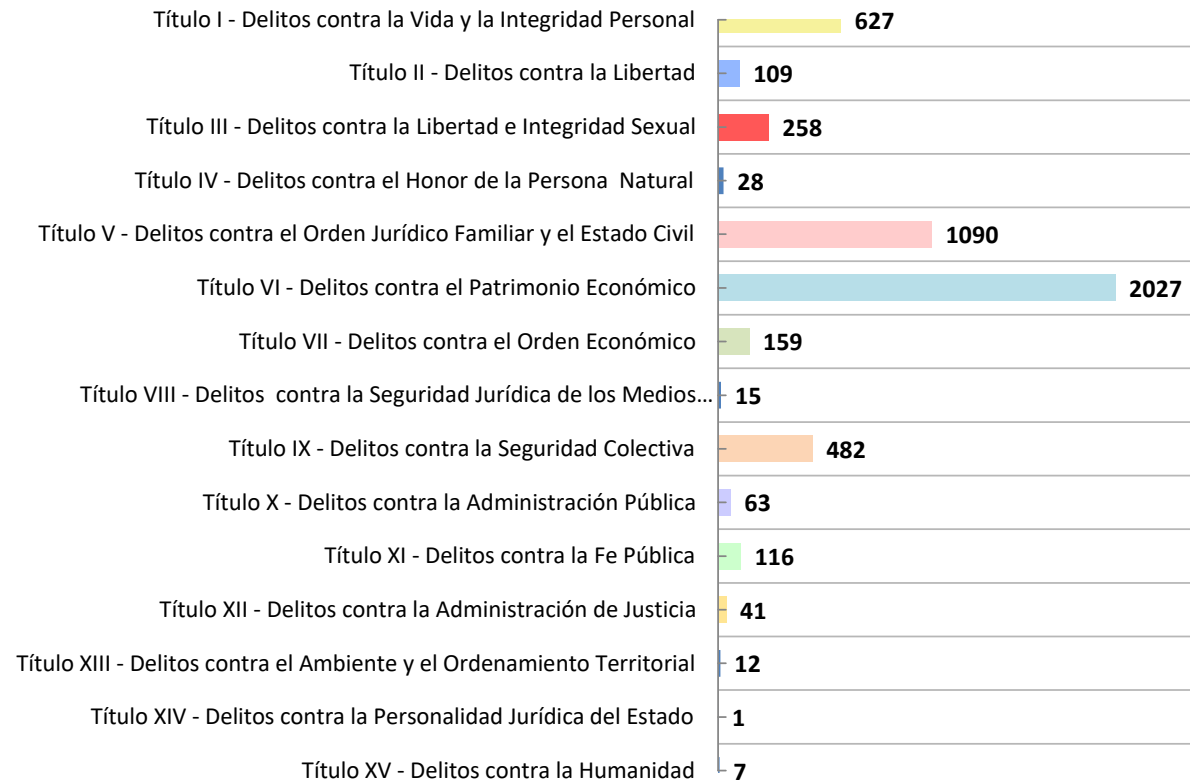 Título I - Delitos contra la Vida y la Integridad Personal 627
Título II - Delitos contra la Libertad 109
Título III - Delitos contra la Libertad e Integridad Sexual 258
Título IV - Delitos contra el Honor de la Persona  Natural 28
Título V - Delitos contra el Orden Jurídico Familiar y el Estado Civil 1090
Título VI - Delitos contra el Patrimonio Económico 2027
Título VII - Delitos contra el Orden Económico 159
Título VIII - Delitos  contra la Seguridad Jurídica de los Medios… 15
Título IX - Delitos contra la Seguridad Colectiva 482
Título X - Delitos contra la Administración Pública 63
Título XI - Delitos contra la Fe Pública 116
Título XII - Delitos contra la Administración de Justicia 41
Título XIII - Delitos contra el Ambiente y el Ordenamiento Territorial 12
Título XIV - Delitos contra la Personalidad Jurídica del Estado 1
Título XV - Delitos contra la Humanidad 7